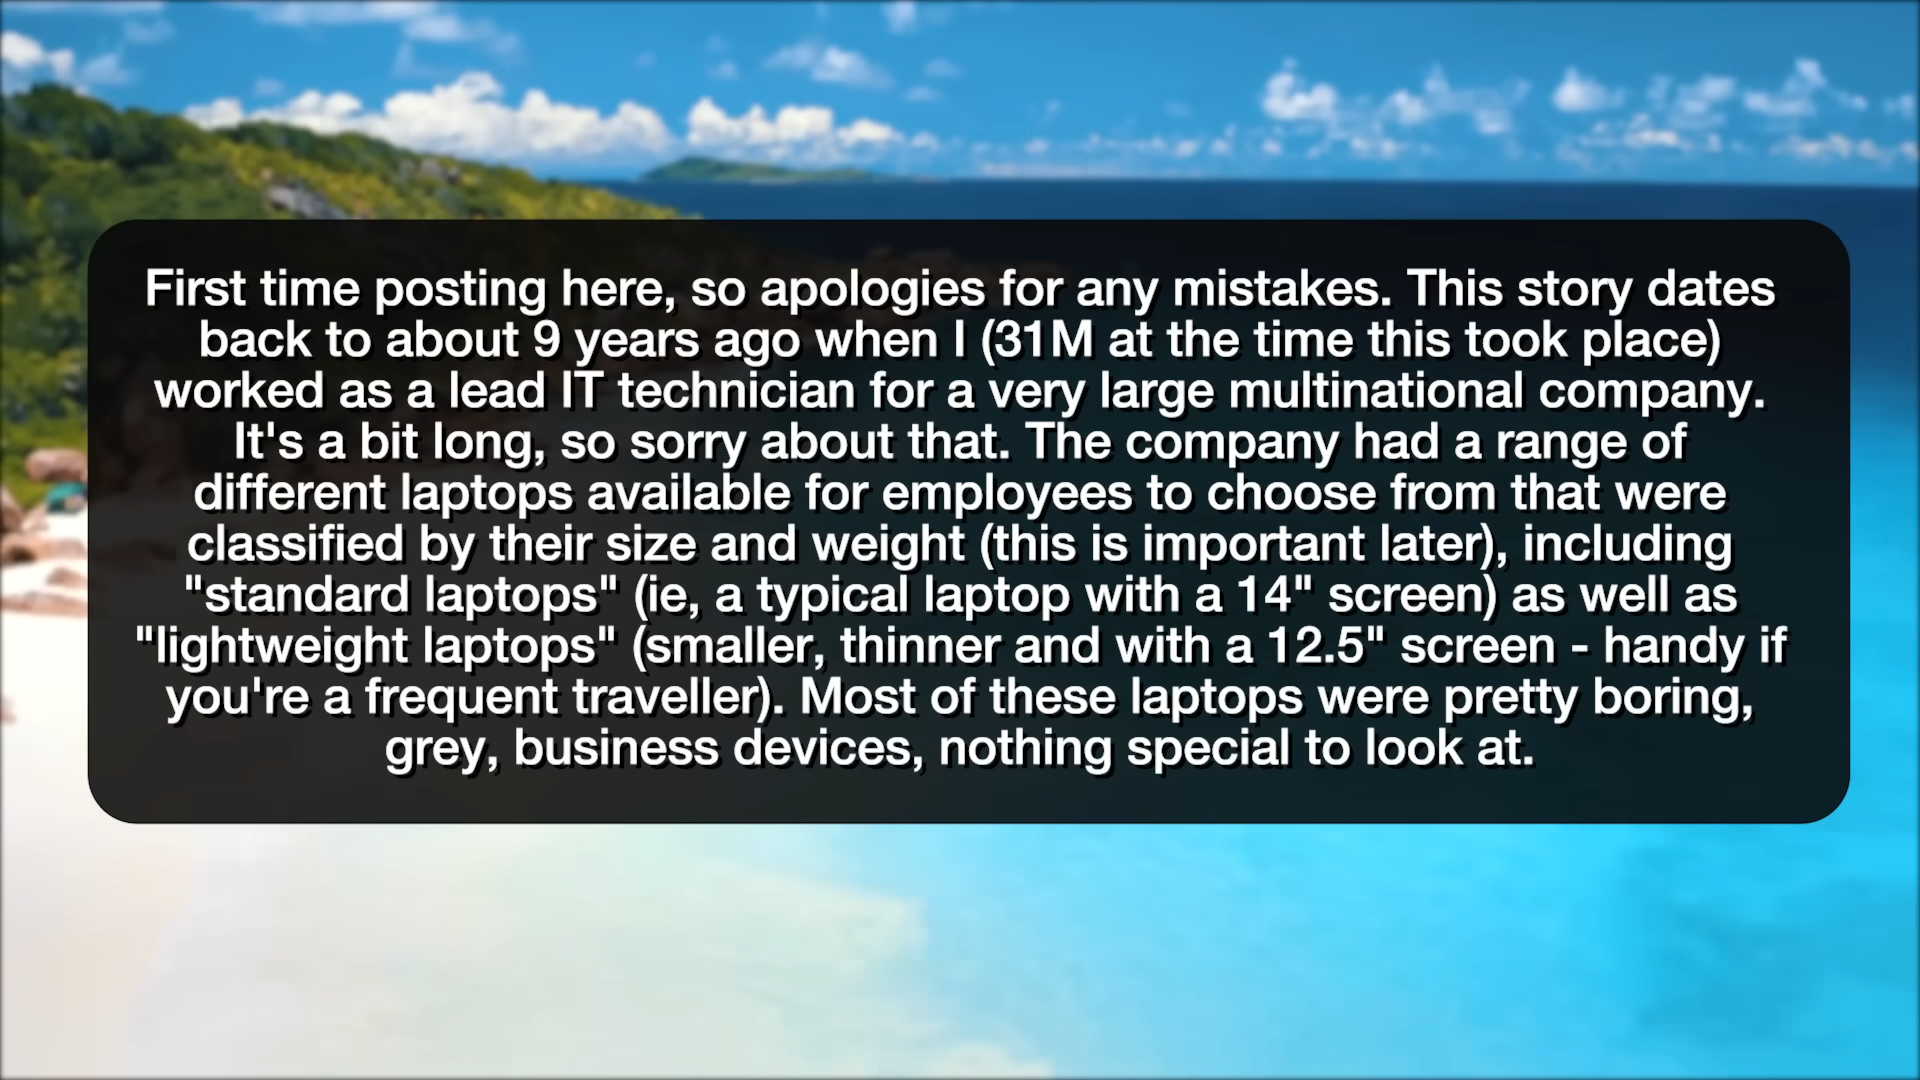 First time posting here, so apologies for any mistakes. This story dates
back to about 9 years ago when I (31M at the time this took place)
worked as a lead IT technician for a very large multinational company.
It's a bit long, so sorry about that. The company had a range of
different laptops available for employees to choose from that were
classified by their size and weight (this is important later), including
"standard laptops" (ie, a typical laptop with a 14" screen) as well as
"lightweight laptops" (smaller, thinner and with a 12.5" screen - handy if
you're a frequent traveller). Most of these laptops were pretty boring,
grey, business devices, nothing special to look at.